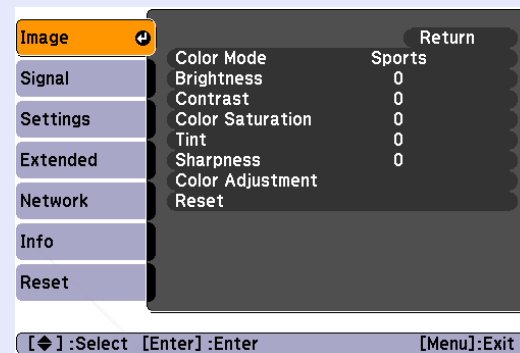 Image
Signal
Settings
Extended
Network
Info
Reset
Return
Color Mode Sports
Brightness 0
Contrast 0
Color Saturation 0
Tint 0
Sharpness 0
Color Adjustment
Reset
[◆] :Select [Enter] :Enter [Menu]:Exit